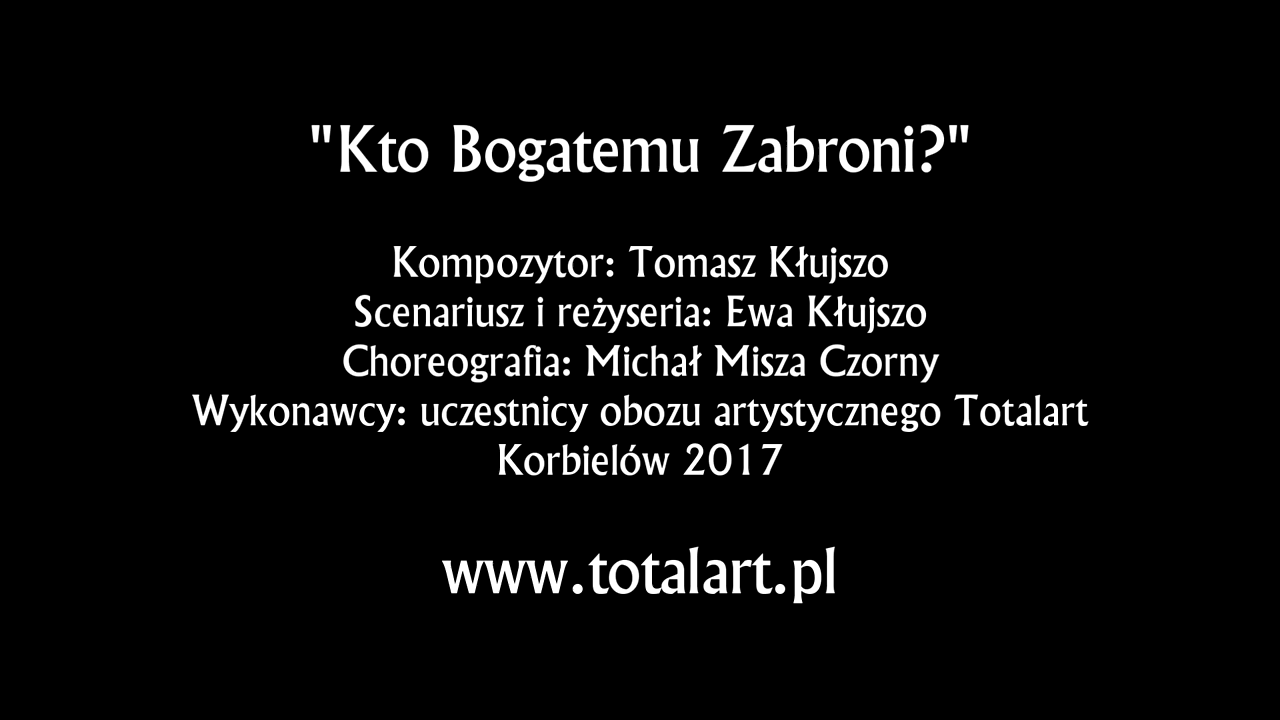 "Kto Bogatemu Zabroni?"
Kompozytor: Tomasz Kłujszo
Scenariusz i reżyseria: Ewa Kłujszo
Choreografia: Michał Misza Czorny
Wykonawcy: uczestnicy obozu artystycznego Totalart
Korbielów 2017
www.totalart.pl